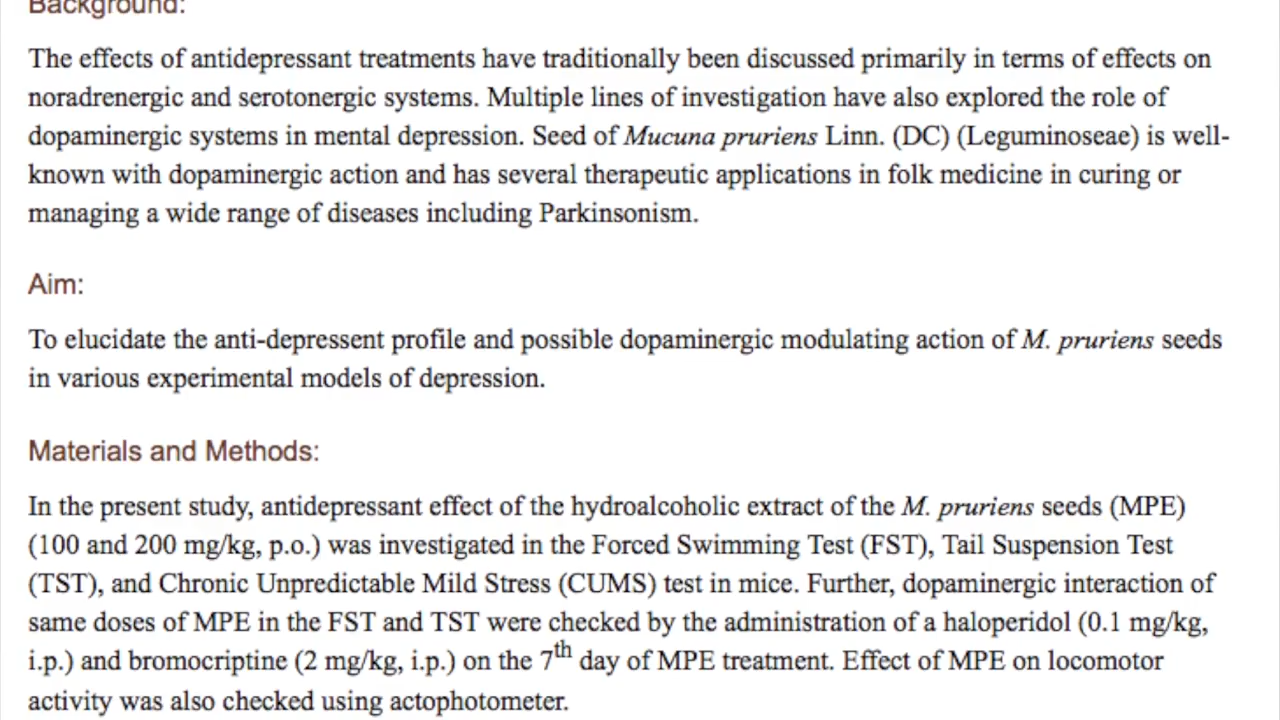 Background:
The effects of antidepressant treatments have traditionally been discussed primarily in terms of effects on
noradrenergic and serotonergic systems. Multiple lines of investigation have also explored the role of
dopaminergic systems in mental depression. Seed of Mucuna pruriens Linn. (DC) (Leguminoseae) is well-
known with dopaminergic action and has several therapeutic applications in folk medicine in curing or
managing a wide range of diseases including Parkinsonism.
Aim:
To elucidate the anti-depressent profile and possible dopaminergic modulating action of M. pruriens seeds
in various experimental models of depression.
Materials and Methods:
In the present study, antidepressant effect of the hydroalcoholic extract of the M. pruriens seeds (MPE)
(100 and 200 mg/kg, p.o.) was investigated in the Forced Swimming Test (FST), Tail Suspension Test
(TST), and Chronic Unpredictable Mild Stress (CUMS) test in mice. Further, dopaminergic interaction of
same doses of MPE in the FST and TST were checked by the administration of a haloperidol (0.1 mg/kg,
i.p.) and bromocriptine (2 mg/kg, i.p.) on the 7th day of MPE treatment. Effect of MPE on locomotor
activity was also checked using actophotometer.